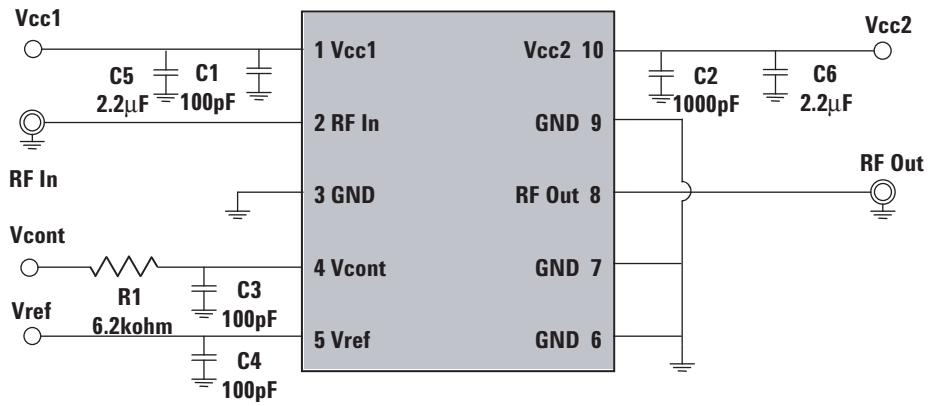 Vcc1
Vcc2
1 Vcc1
Vcc2 10
C5
2.2μF
C1
100pF
C2
1000pF
C6
2.2μF
2 RF In
GND 9
RF In
RF Out
3 GND
RF Out 8
Vcont
4 Vcont
GND 7
R1
6.2kohm
C3
100pF
Vref
5 Vref
GND 6
C4
100pF